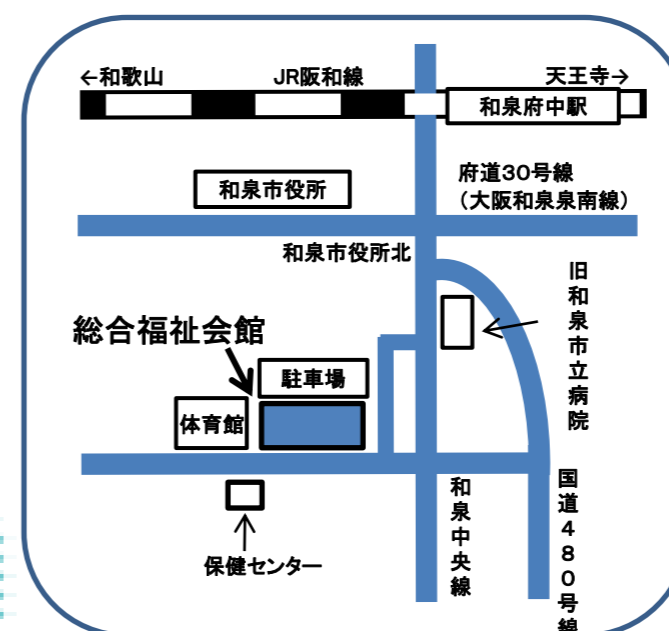 ←和歌山
JR阪和線
天王寺→
和泉府中駅
和泉市役所
府道30号線
（大阪和泉泉南線）
和泉市役所北
旧和泉市立病院
総合福祉会館
駐車場
体育館
和泉中央線
国道480号線
保健センター